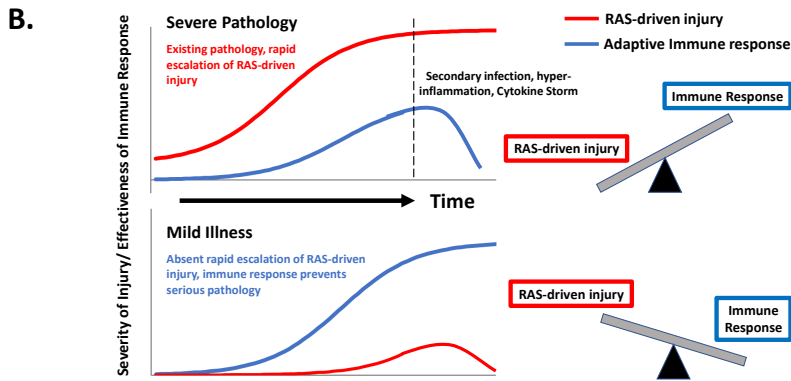 B.
Severity of Injury/ Effectiveness of Immune Response
Severe Pathology
Existing pathology, rapid
escalation of RAS-driven
injury
Secondary infection, hyper-
inflammation, Cytokine Storm
RAS-driven injury
Adaptive Immune response
Immune Response
RAS-driven injury
Time
Mild Illness
Absent rapid escalation of RAS-driven
injury, immune response prevents
serious pathology
RAS-driven injury
Immune
Response